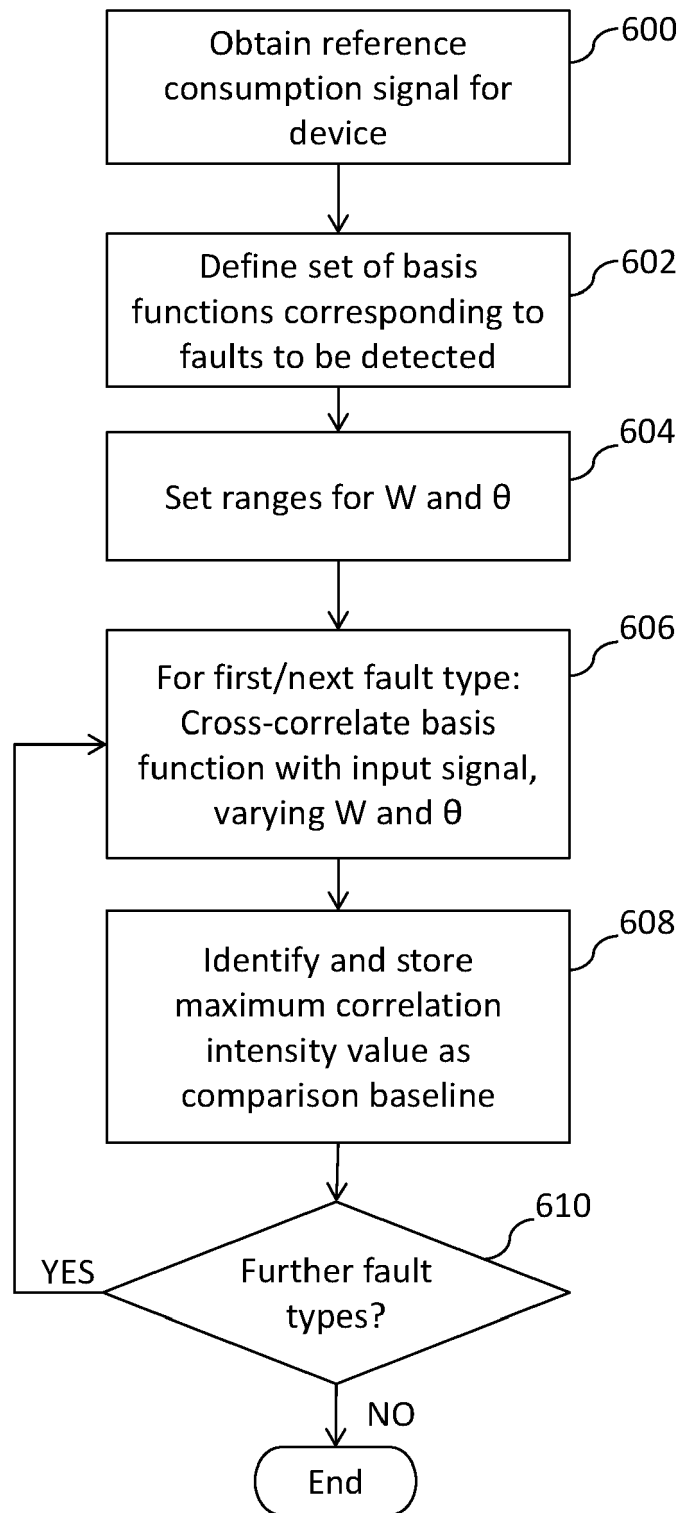 Obtain reference
consumption signal for
device
600
Define set of basis
functions corresponding to
faults to be detected
602
Set ranges for W and θ
604
For first/next fault type:
Cross-correlate basis
function with input signal,
varying W and θ
606
Identify and store
maximum correlation
intensity value as
comparison baseline
608
Further fault
types?
610
YES
NO
End